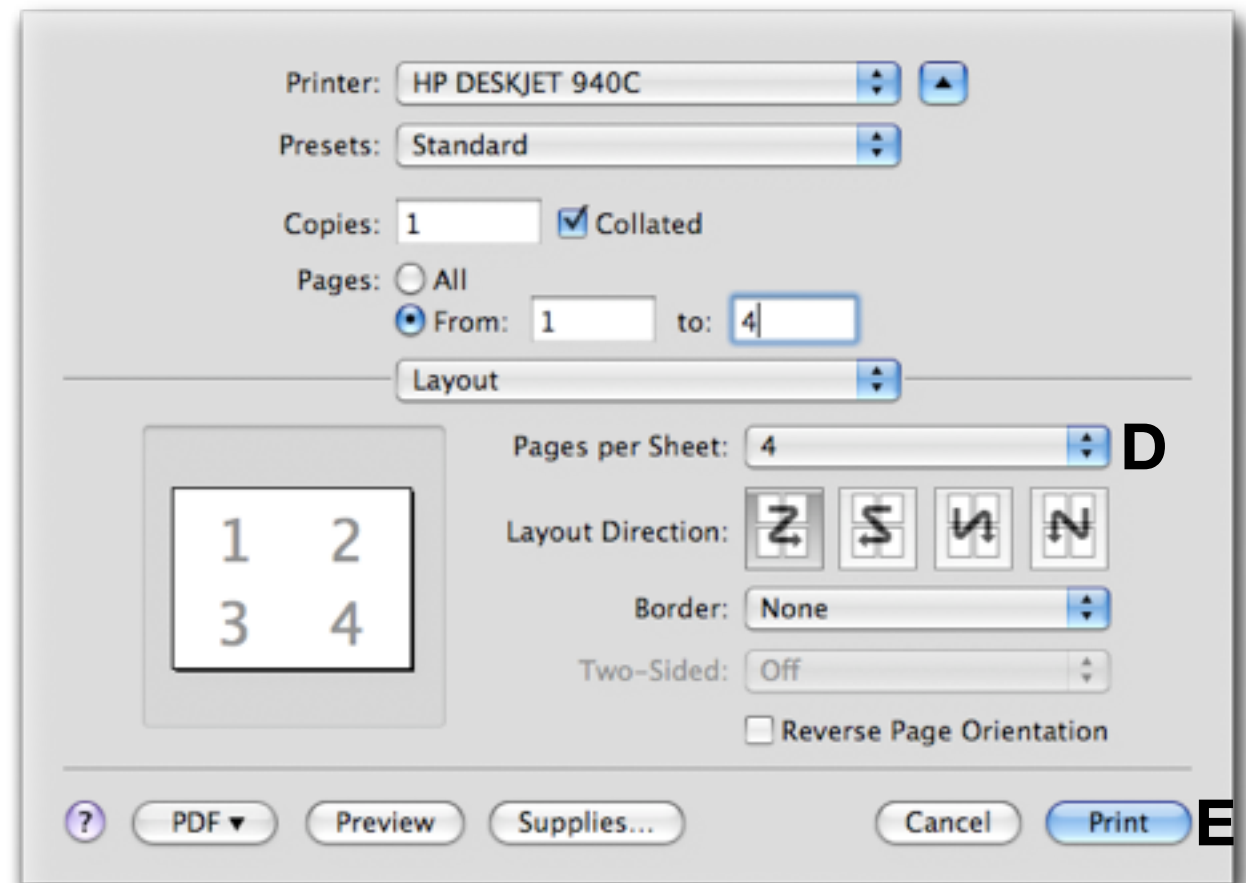 Printer: HP DESKJET 940C
Presets: Standard
Copies: 1 Collated
Pages: All
From: 1 to: 4
Layout
Pages per Sheet: 4 D
1 2
3 4
Layout Direction:
Border: None
Two-Sided: Off
Reverse Page Orientation
? PDF ▼ Preview Supplies... Cancel Print E